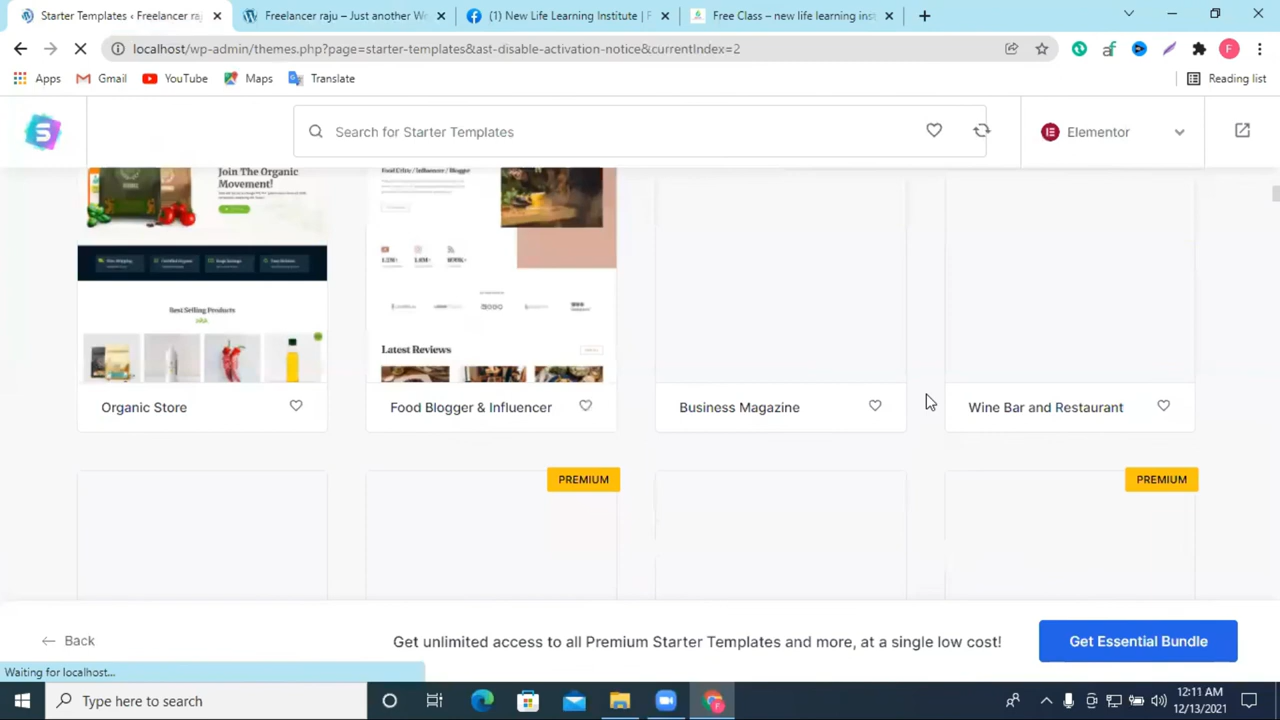 Starter Templates ‹ Freelancer raj
Freelancer raju – Just another W
(1) New Life Learning Institute | F
Free Class – new life learning inst
localhost/wp-admin/themes.php?page=starter-templates&ast-disable-activation-notice&currentIndex=2
F
Apps
Gmail
YouTube
Maps
Translate
Reading list
S
Search for Starter Templates
Elementor
Join The Organic
Movement!
Best Selling Products
Latest Reviews
Organic Store
Food Blogger & Influencer
Business Magazine
Wine Bar and Restaurant
PREMIUM
PREMIUM
Back
Get unlimited access to all Premium Starter Templates and more, at a single low cost!
Get Essential Bundle
Waiting for localhost...
Type here to search
12:11 AM
12/13/2021